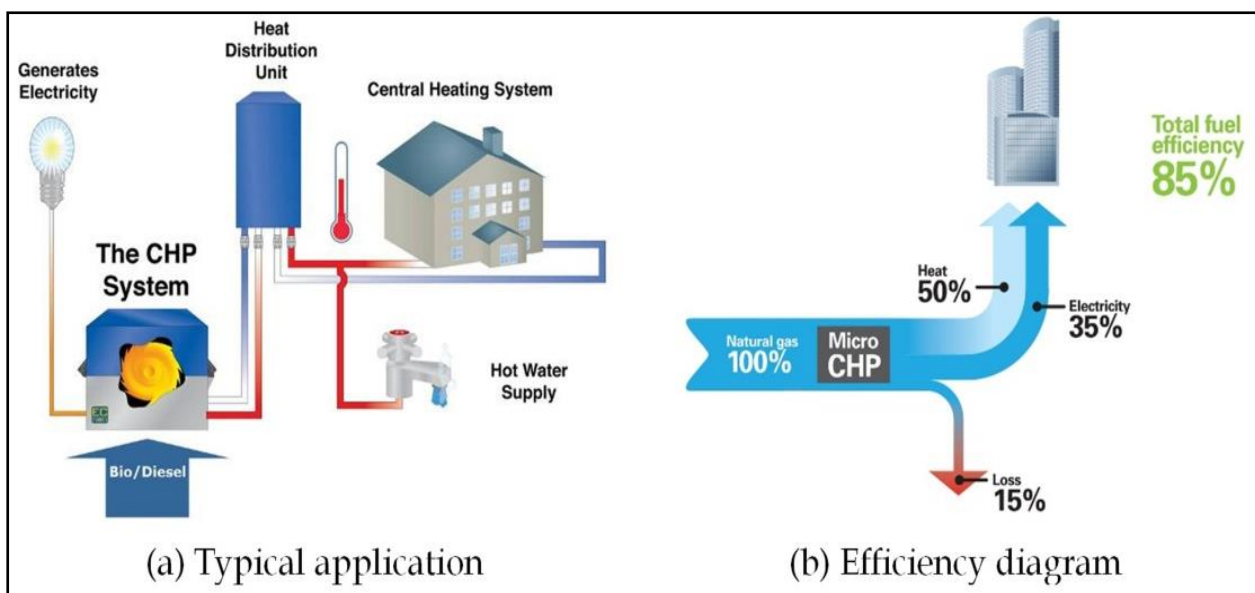 Generates
Electricity
Heat
Distribution
Unit
Central Heating System
The CHP
System
Hot Water
Supply
EC
Bio/Diesel
(a) Typical application
Total fuel
efficiency
85%
Heat
50%
Electricity
35%
Natural gas
100%
Micro
CHP
Loss
15%
(b) Efficiency diagram